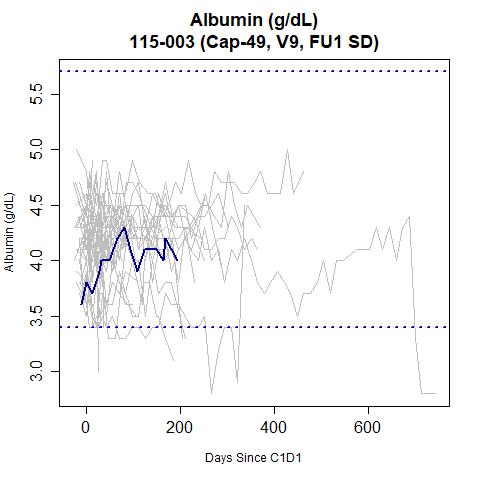 Albumin (g/dL)
115-003 (Cap-49, V9, FU1 SD)
Albumin (g/dL)
5.5
5.0
4.5
4.0
3.5
3.0
0 200 400 600
Days Since C1D1